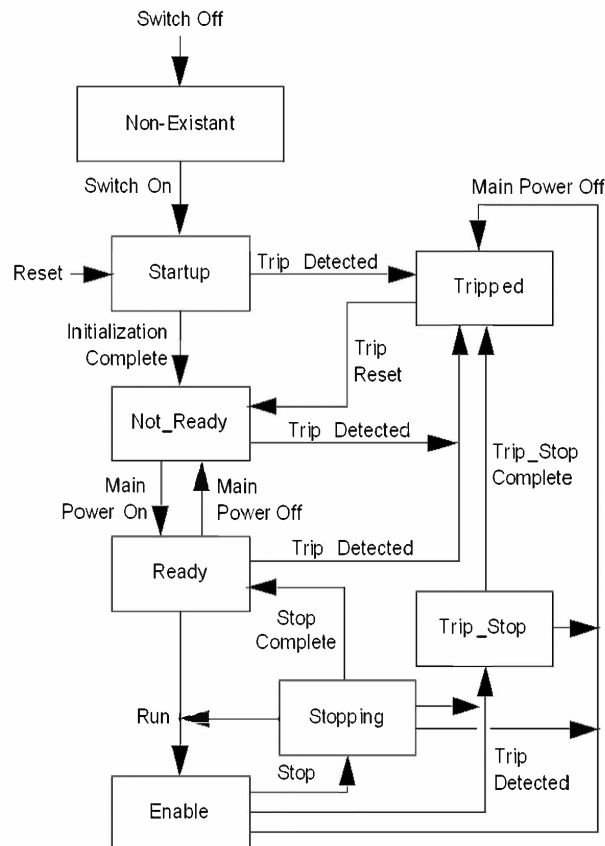 Switch Off
Non-Existant
Switch On
Main Power Off
Reset
Startup
Trip Detected
Tripped
Initialization
Complete
Trip
Reset
Not_Ready
Trip Detected
Trip_Stop
Complete
Main
Power On
Main
Power Off
Trip Detected
Ready
Stop
Complete
Trip_Stop
Run
Stopping
Stop
Trip
Detected
Enable